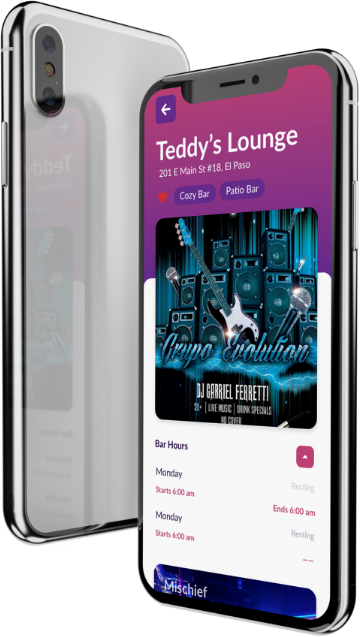 Teddy's Lounge
201 E Main St #18, El Paso
Cozy Bar Patio Bar
Grupo Evolution
DJ GABRIEL FERRETTI
21+ | LIVE MUSIC | DRINK SPECIALS
NO COVER
Bar Hours
Monday
Resting
Starts 6:00 am
Ends 6:00 am
Monday
Resting
Starts 6:00 am
Mischief